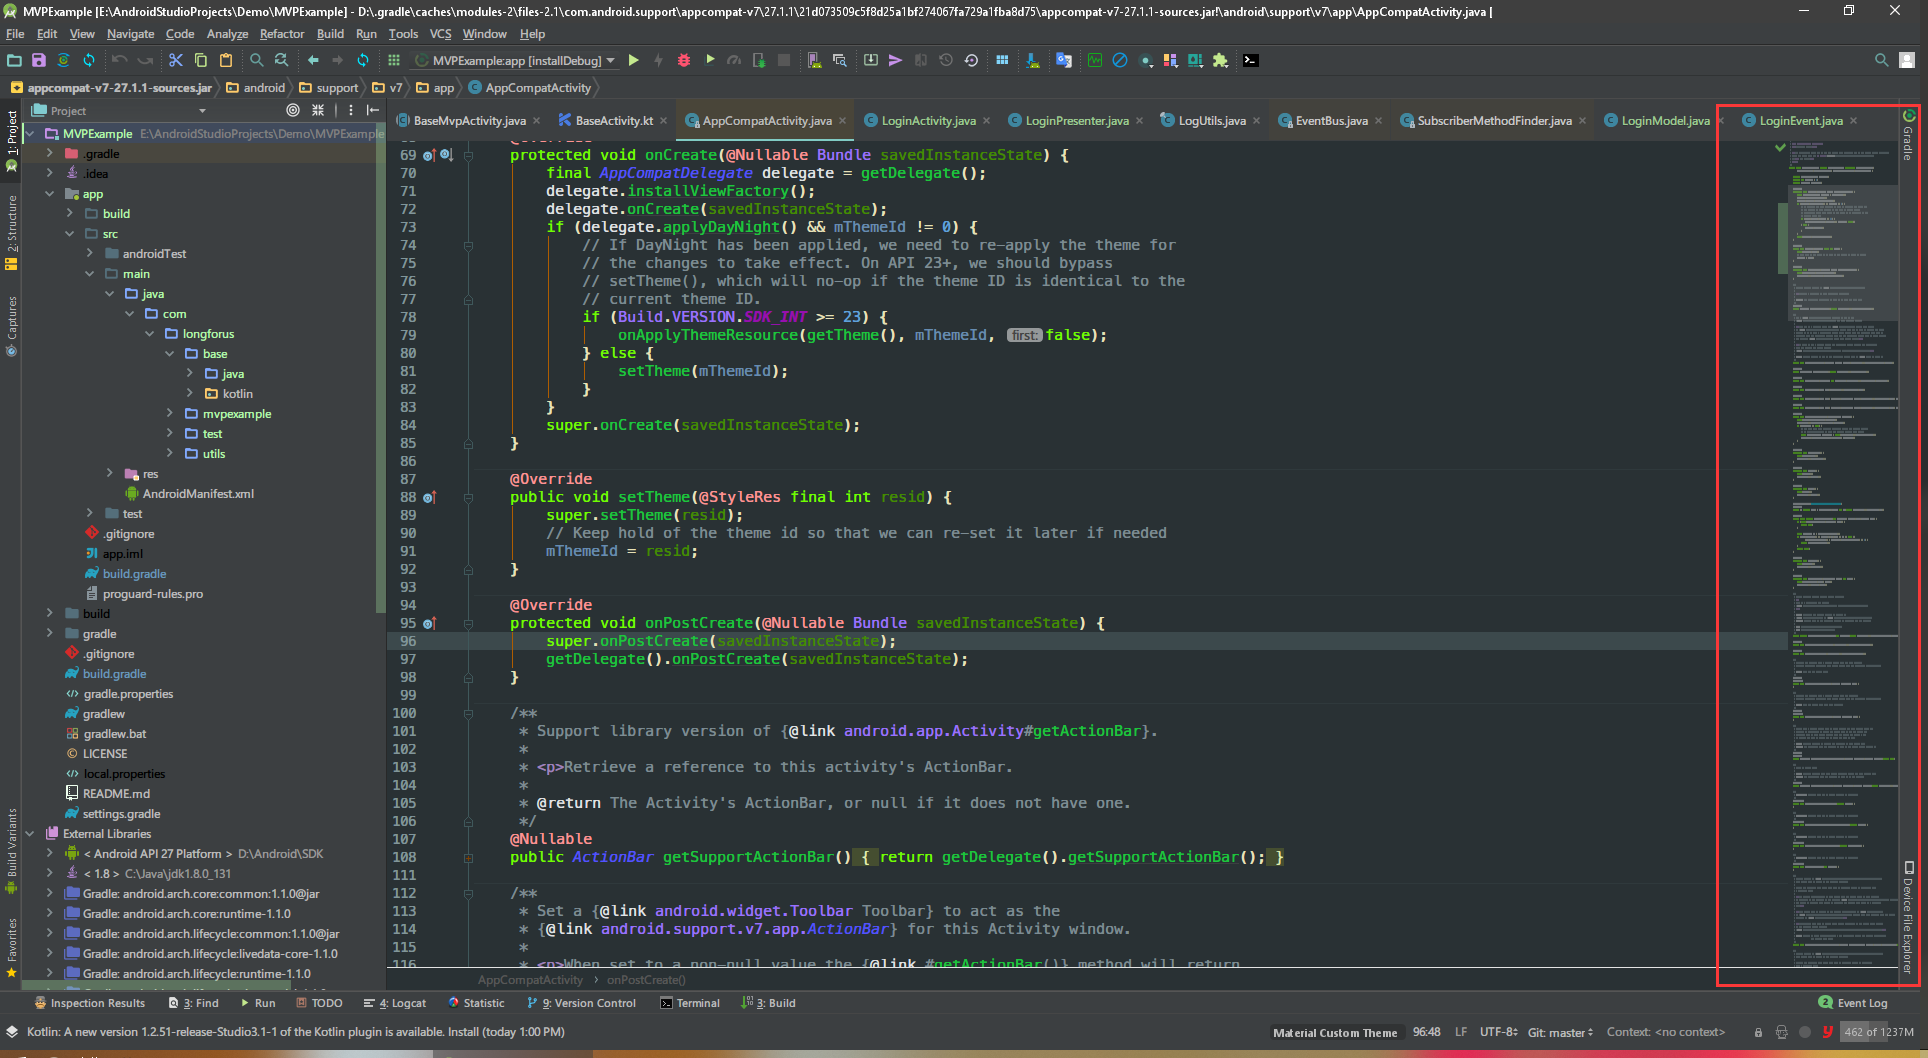 MVPExample [E:\AndroidStudioProjects\Demo\MVPExample] - D:\.gradle\caches\modules-2\files-2.1\com.android.support\appcompat-v7\27.1.1\21d073509c5f8d25a1bf274067fa729a1fba8d75\appcompat-v7-27.1.1-sources.jar!\android\support\v7\app\AppCompatActivity.java [
File Edit View Navigate Code Analyze Refactor Build Run Tools VCS Window Help
MVPExample:app [installDebug]
appcompat-v7-27.1.1-sources.jar android support v7 app AppCompatActivity
Project
BaseMvpActivity.java BaseActivity.kt AppCompatActivity.java LoginActivity.java LoginPresenter.java LogUtils.java EventBus.java SubscriberMethodFinder.java LoginModel.java LoginEvent.java
1: Project
2: Structure
Captures
Build Variants
Favorites
MVPExample E:\AndroidStudioProjects\Demo\MVPExample
.gradle
.idea
app
build
src
androidTest
main
java
com
longforus
base
java
kotlin
mvpexample
test
utils
res
AndroidManifest.xml
test
.gitignore
app.iml
build.gradle
proguard-rules.pro
build
gradle
.gitignore
build.gradle
gradle.properties
gradlew
gradlew.bat
LICENSE
local.properties
README.md
settings.gradle
External Libraries
< Android API 27 Platform > D:\Android\SDK
< 1.8 > C:\Java\jdk1.8.0_131
Gradle: android.arch.core:common:1.1.0@jar
Gradle: android.arch.core:runtime-1.1.0
Gradle: android.arch.lifecycle:common:1.1.0@jar
Gradle: android.arch.lifecycle:livedata-core-1.1.0
Gradle: android.arch.lifecycle:runtime-1.1.0
69 protected void onCreate(@Nullable Bundle savedInstanceState) {
70 final AppCompatDelegate delegate = getDelegate();
71 delegate.installViewFactory();
72 delegate.onCreate(savedInstanceState);
73 if (delegate.applyDayNight() && mThemeId != 0) {
74 // If DayNight has been applied, we need to re-apply the theme for
75 // the changes to take effect. On API 23+, we should bypass
76 // setTheme(), which will no-op if the theme ID is identical to the
77 // current theme ID.
78 if (Build.VERSION.SDK_INT >= 23) {
79 onApplyThemeResource(getTheme(), mThemeId, first: false);
80 } else {
81 setTheme(mThemeId);
82 }
83 }
84 super.onCreate(savedInstanceState);
85 }
86
87 @Override
88 public void setTheme(@StyleRes final int resid) {
89 super.setTheme(resid);
90 // Keep hold of the theme id so that we can re-set it later if needed
91 mThemeId = resid;
92 }
93
94 @Override
95 protected void onPostCreate(@Nullable Bundle savedInstanceState) {
96 super.onPostCreate(savedInstanceState);
97 getDelegate().onPostCreate(savedInstanceState);
98 }
99
100 /**
101 * Support library version of {@link android.app.Activity#getActionBar}.
102 *
103 * <p>Retrieve a reference to this activity's ActionBar.
104 *
105 * @return The Activity's ActionBar, or null if it does not have one.
106 */
107 @Nullable
108 public ActionBar getSupportActionBar() { return getDelegate().getSupportActionBar(); }
111
112 /**
113 * Set a {@link android.widget.Toolbar Toolbar} to act as the
114 * {@link android.support.v7.app.ActionBar} for this Activity window.
115 *
116 * <p>When set to a non-null value the {@link #getActionBar()} method will return
AppCompatActivity onPostCreate()
Gradle
Device File Explorer
Inspection Results 3: Find Run TODO 4: Logcat Statistic 9: Version Control Terminal 3: Build 2 Event Log
Kotlin: A new version 1.2.51-release-Studio3.1-1 of the Kotlin plugin is available. Install (today 1:00 PM) Material Custom Theme 96:48 LF UTF-8 Git: master Context: <no context> 462 of 1237M